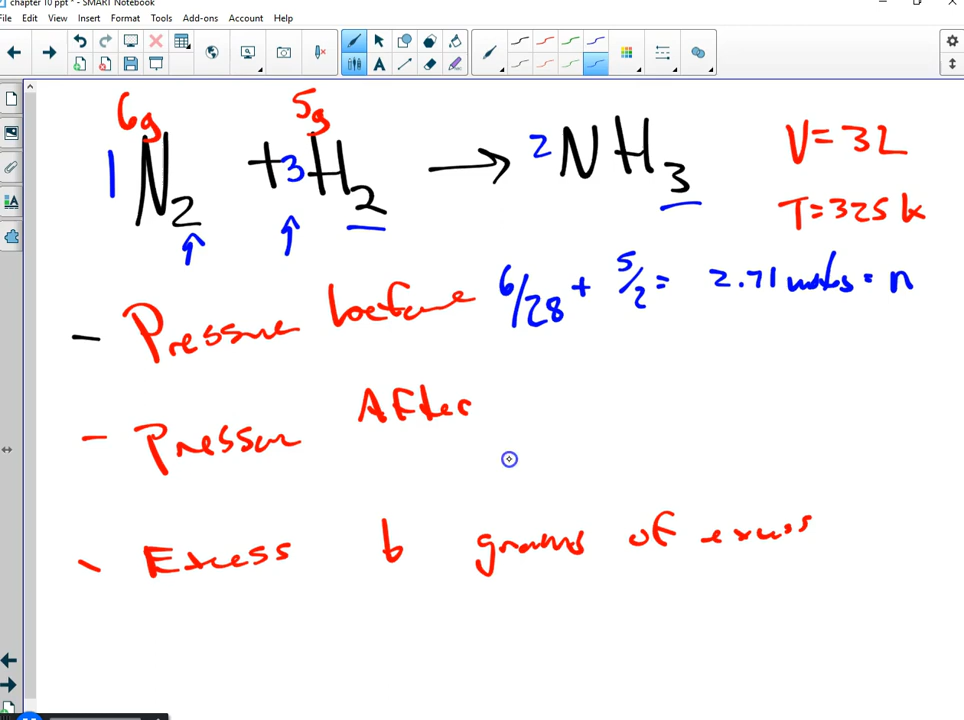 chapter 10 ppt * - SMART Notebook
File Edit View Insert Format Tools Add-ons Account Help
6g 5g
1N2 + 3H2 → 2NH3 V=3L
T=325 K
- Pressure before 6/28 + 5/2 = 2.71 moles = n
- Pressur After
- Excess & grams of excess